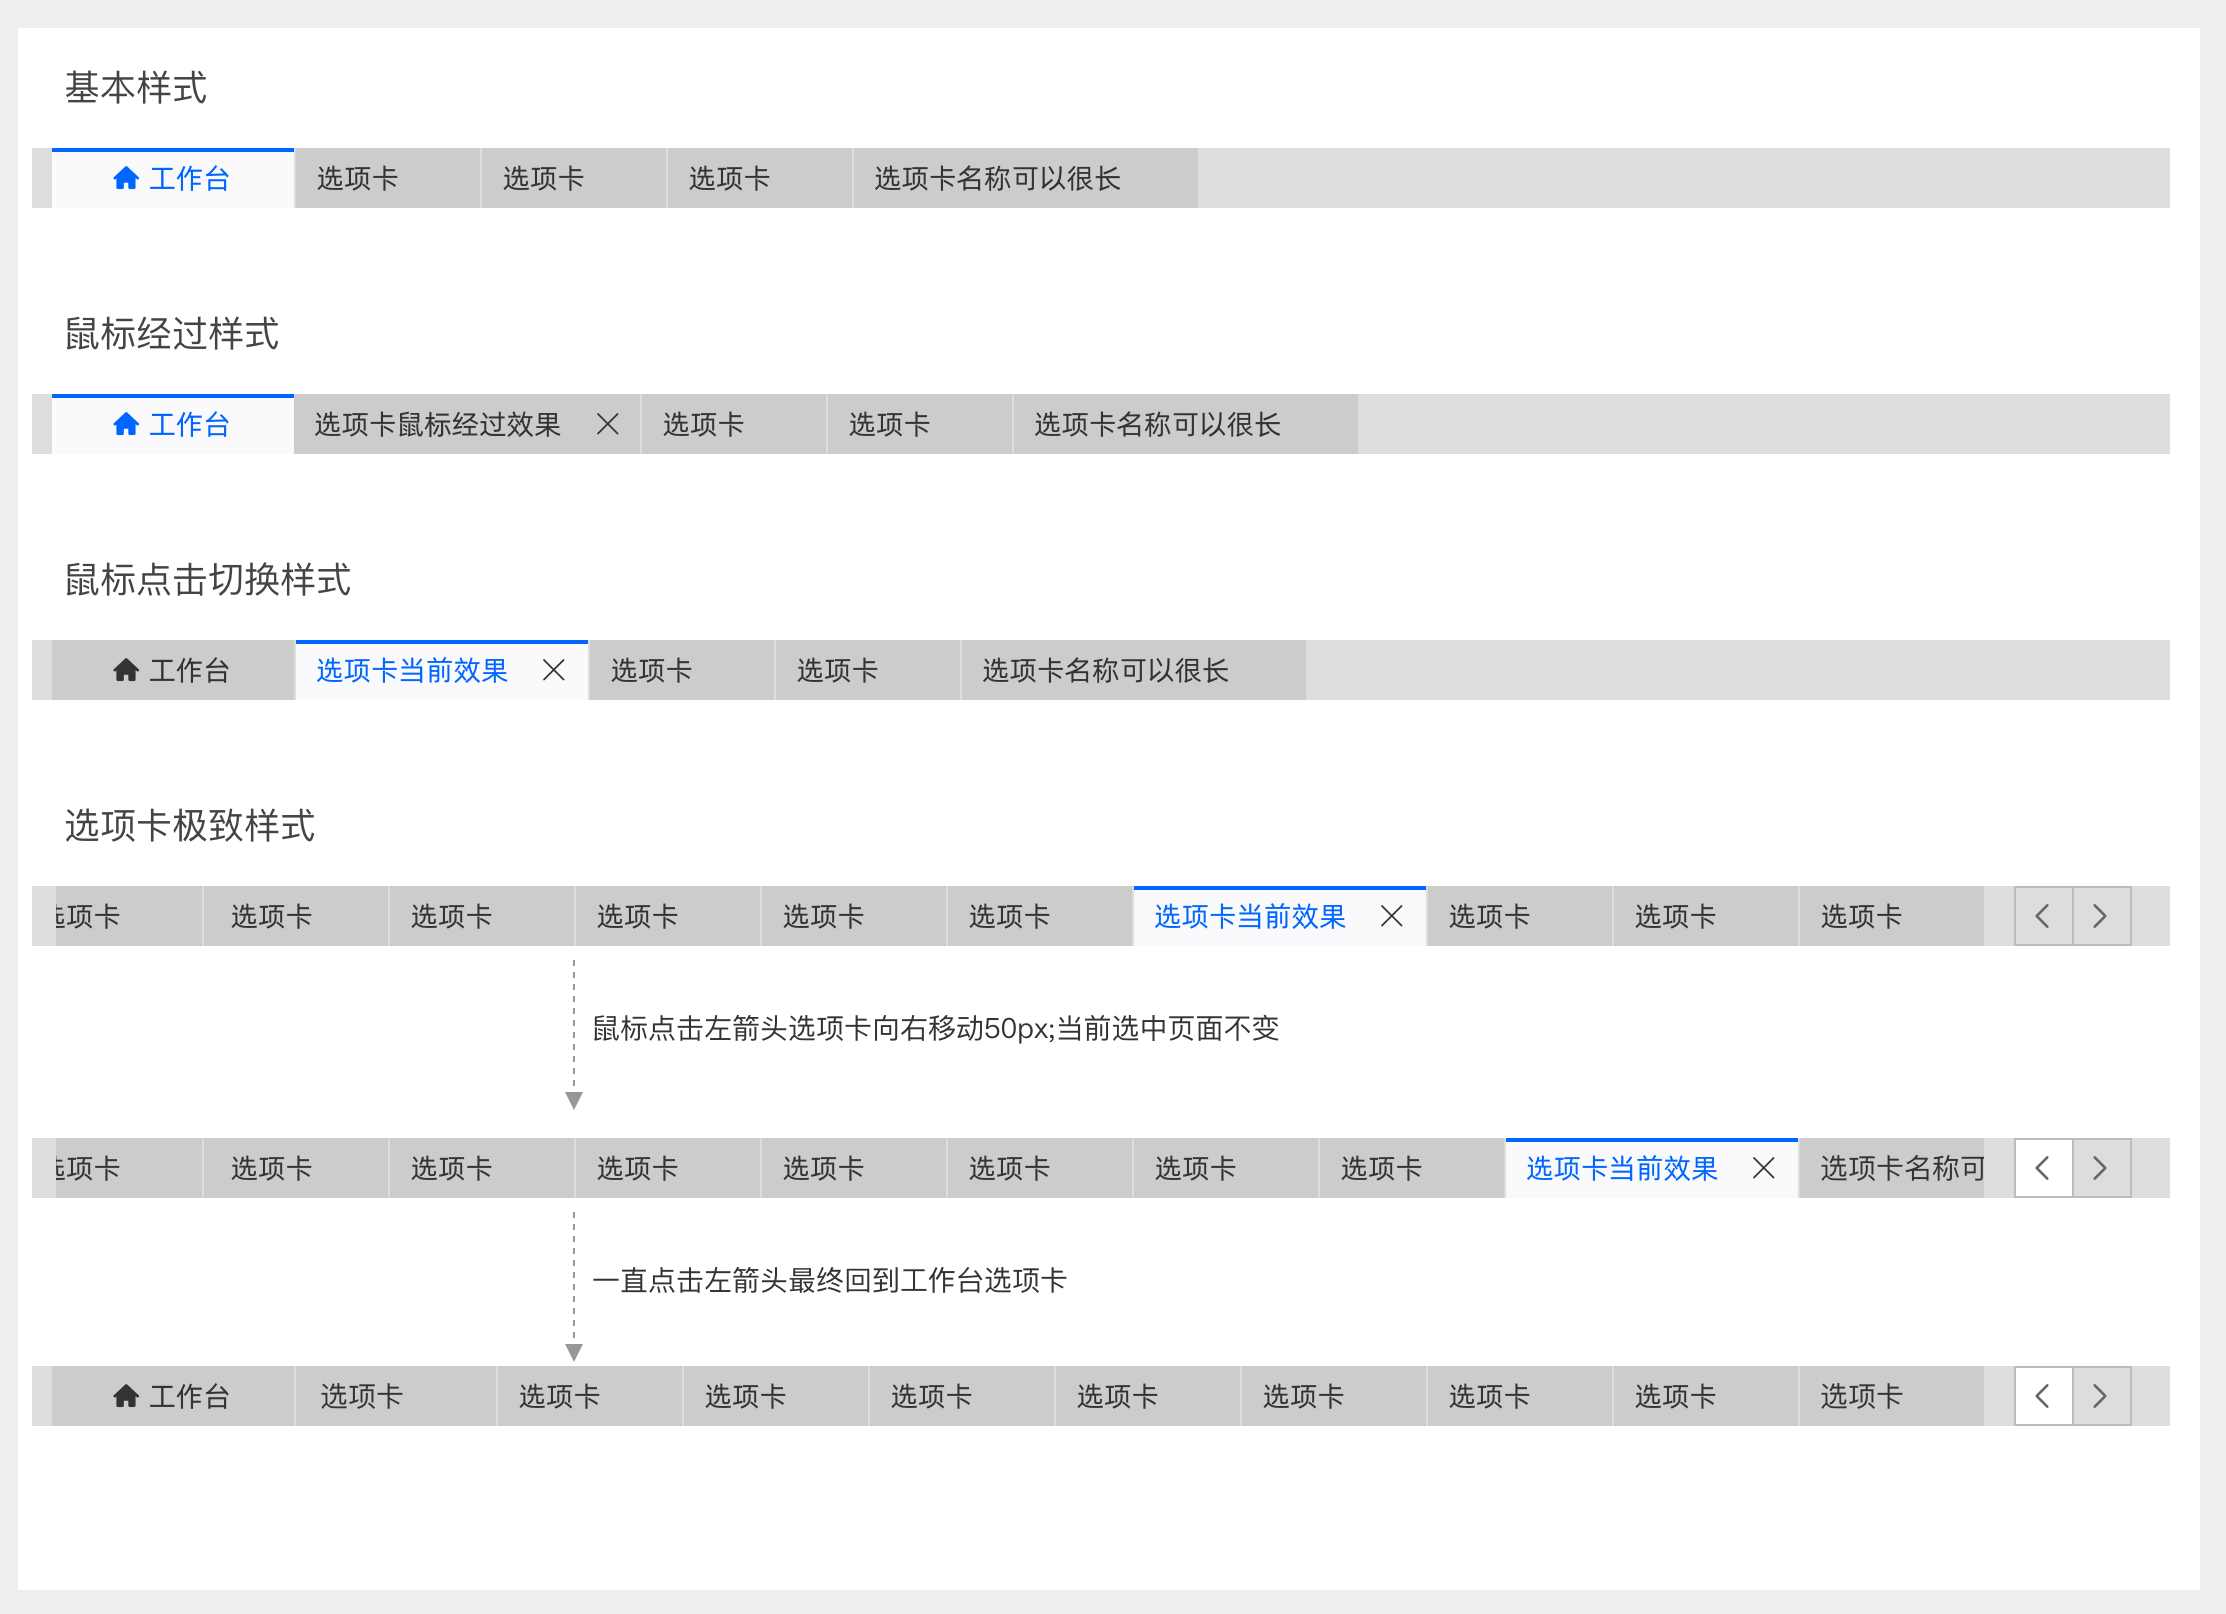 基本样式
工作台 选项卡 选项卡 选项卡 选项卡名称可以很长
鼠标经过样式
工作台 选项卡鼠标经过效果 选项卡 选项卡 选项卡名称可以很长
鼠标点击切换样式
工作台 选项卡当前效果 选项卡 选项卡 选项卡名称可以很长
选项卡极致样式
选项卡 选项卡 选项卡 选项卡 选项卡 选项卡 选项卡当前效果 选项卡 选项卡 选项卡
鼠标点击左箭头选项卡向右移动50px;当前选中页面不变
选项卡 选项卡 选项卡 选项卡 选项卡 选项卡 选项卡 选项卡 选项卡当前效果 选项卡名称可
一直点击左箭头最终回到工作台选项卡
工作台 选项卡 选项卡 选项卡 选项卡 选项卡 选项卡 选项卡 选项卡 选项卡